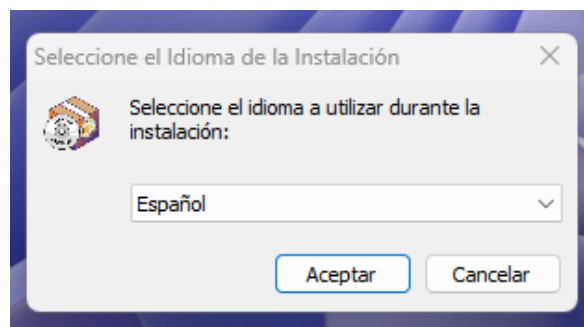 Seleccione el Idioma de la Instalación
Seleccione el idioma a utilizar durante la
instalación:
Español
Aceptar
Cancelar